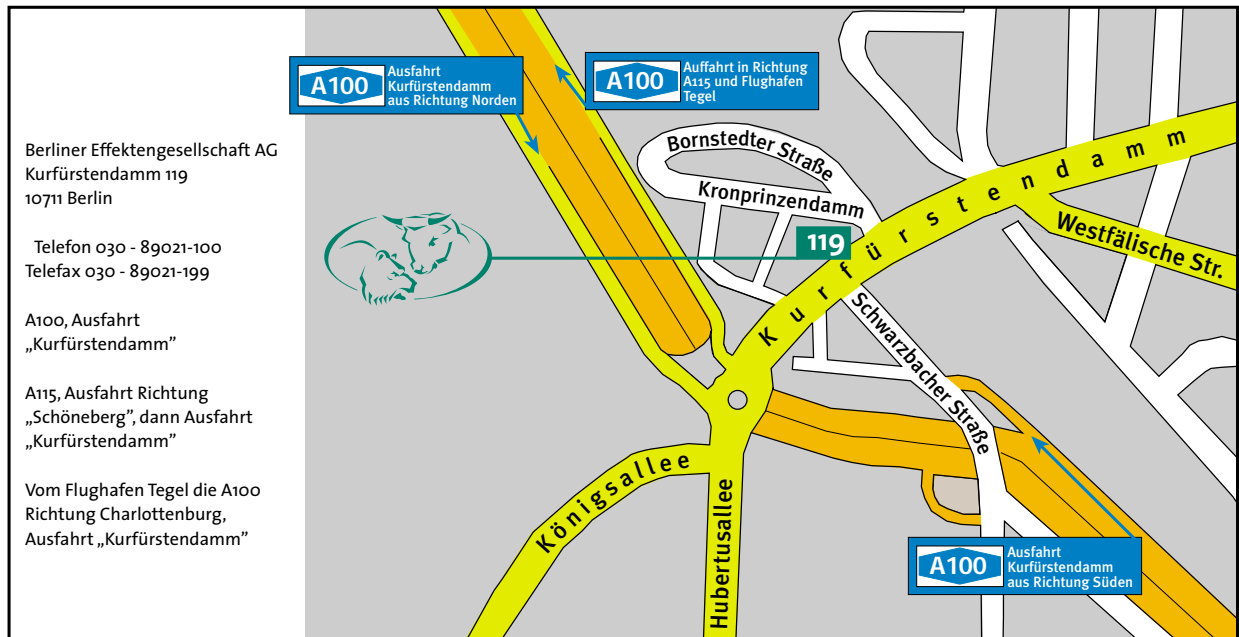 Berliner Effektengesellschaft AG
Kurfürstendamm 119
10711 Berlin
Telefon 030 - 89021-100
Telefax 030 - 89021-199
A100, Ausfahrt
„Kurfürstendamm”
A115, Ausfahrt Richtung
„Schöneberg”, dann Ausfahrt
„Kurfürstendamm”
Vom Flughafen Tegel die A100
Richtung Charlottenburg,
Ausfahrt „Kurfürstendamm”
A100
Ausfahrt
Kurfürstendamm
aus Richtung Norden
A100
Auffahrt in Richtung
A115 und Flughafen
Tegel
Bornstedter Straße
Kronprinzendamm
119
Kurfürstendamm
Westfälische Str.
Schwarzbacher Straße
Königsallee
Hubertusallee
A100
Ausfahrt
Kurfürstendamm
aus Richtung Süden